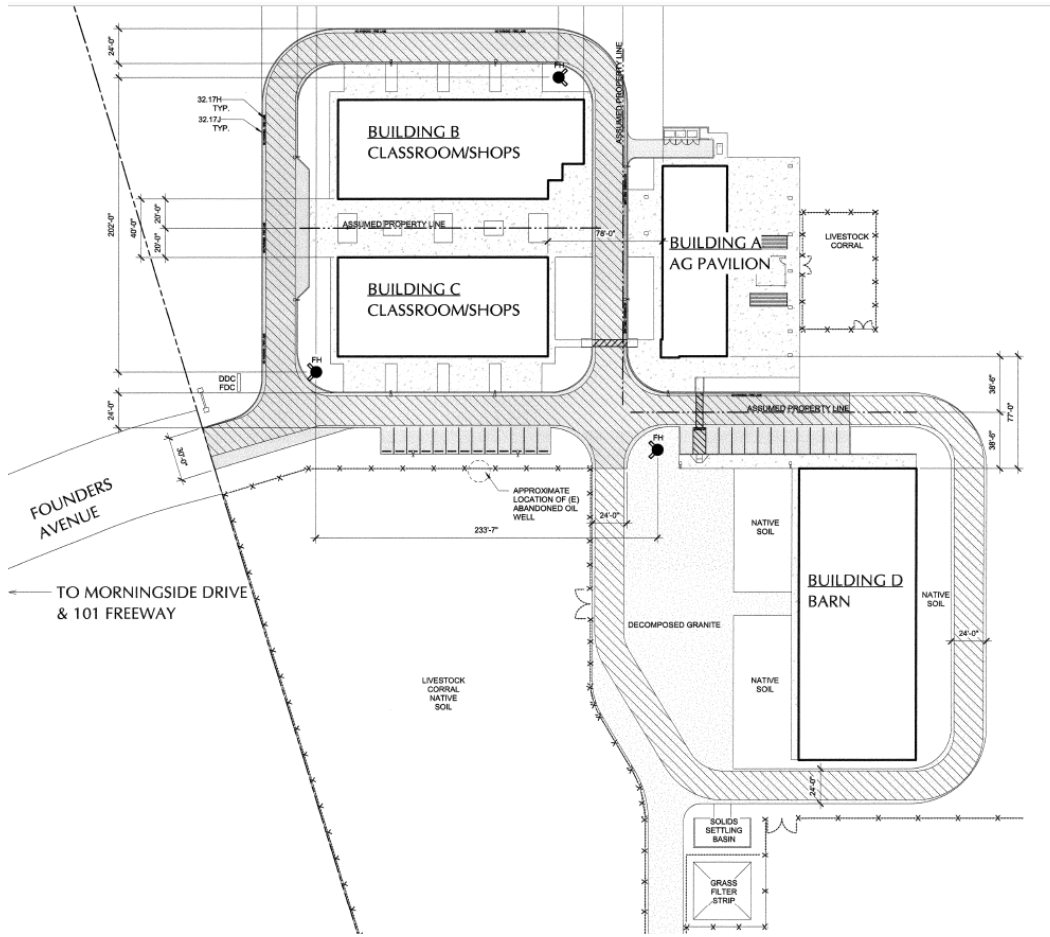 24'-0"
FH
ASSUMED PROPERTY LINE
32.17H
TYP.
32.17J
TYP.
BUILDING B
CLASSROOM/SHOPS
202'-0"
40'-0"
20'-0"
20'-0"
ASSUMED PROPERTY LINE
78'-0"
BUILDING A
AG PAVILION
LIVESTOCK
CORRAL
BUILDING C
CLASSROOM/SHOPS
FH
DDC
FDC
24'-0"
38'-6"
77'-0"
38'-6"
ASSUMED PROPERTY LINE
FH
30'-0"
FOUNDERS
AVENUE
APPROXIMATE
LOCATION OF (E)
ABANDONED OIL
WELL
24'-0"
233'-7"
NATIVE
SOIL
TO MORNINGSIDE DRIVE
& 101 FREEWAY
BUILDING D
BARN
NATIVE
SOIL
DECOMPOSED GRANITE
24'-0"
LIVESTOCK
CORRAL
NATIVE
SOIL
NATIVE
SOIL
24'-0"
SOLIDS
SETTLING
BASIN
GRASS
FILTER
STRIP